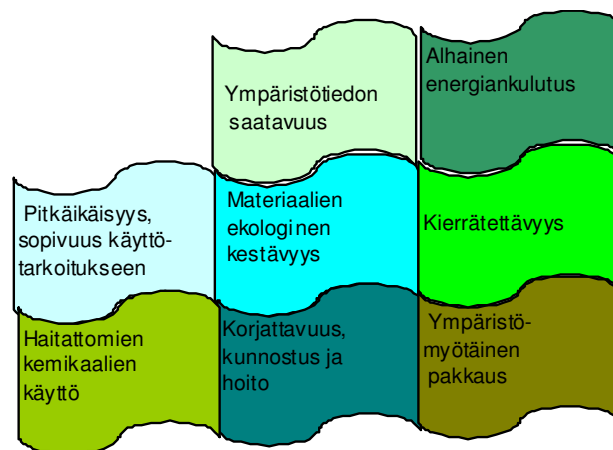 Ympäristötiedon
saatavuus
Alhainen
energiankulutus
Pitkäikäisyys,
sopivuus käyttö-
tarkoitukseen
Materiaalien
ekologinen
kestävyys
Kierrätettävyys
Haitattomien
kemikaalien
käyttö
Korjattavuus,
kunnostus ja
hoito
Ympäristö-
myötäinen
pakkaus